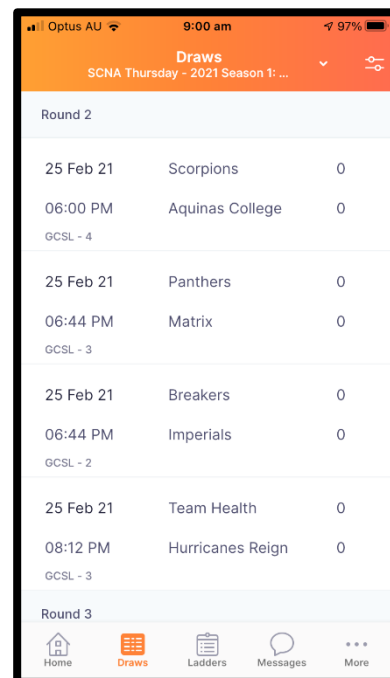 Optus AU 9:00 am 97%
Draws
SCNA Thursday - 2021 Season 1: ...
Round 2
25 Feb 21 Scorpions 0
06:00 PM Aquinas College 0
GCSL - 4
25 Feb 21 Panthers 0
06:44 PM Matrix 0
GCSL - 3
25 Feb 21 Breakers 0
06:44 PM Imperials 0
GCSL - 2
25 Feb 21 Team Health 0
08:12 PM Hurricanes Reign 0
GCSL - 3
Round 3
Home Draws Ladders Messages More